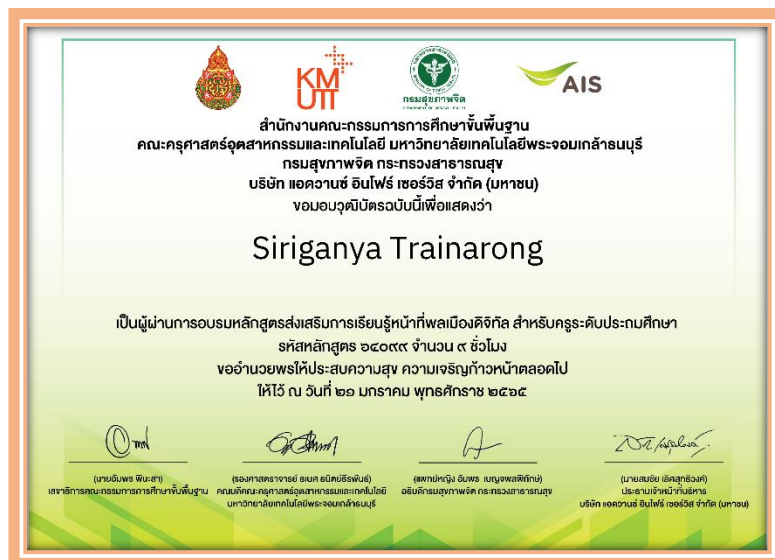 KM
UTT
กรมสุขภาพจิต
AIS
สำนักงานคณะกรรมการการศึกษาขั้นพื้นฐาน
คณะครุศาสตร์อุตสาหกรรมและเทคโนโลยี มหาวิทยาลัยเทคโนโลยีพระจอมเกล้าธนบุรี
กรมสุขภาพจิต กระทรวงสาธารณสุข
บริษัท แอดวานซ์ อินโฟร์ เซอร์วิส จำกัด (มหาชน)
ขอมอบวุฒิบัตรฉบับนี้เพื่อแสดงว่า
Siriganya Trainarong
เป็นผู้ผ่านการอบรมหลักสูตรส่งเสริมการเรียนรู้หน้าที่พลเมืองดิจิทัล สำหรับครูระดับประถมศึกษา
รหัสหลักสูตร ๖๔๐๙๙ จำนวน ๙ ชั่วโมง
ขออำนวยพรให้ประสบความสุข ความเจริญก้าวหน้าตลอดไป
ให้ไว้ ณ วันที่ ๒๑ มกราคม พุทธศักราช ๒๕๖๕
(นายอัมพร พินะสา) (รองศาสตราจารย์ ธเนศ ธนิตย์ธีรพันธ์) (แพทย์หญิง อัมพร เบญจพลพิทักษ์) (นายสมชัย เลิศสุทธิวงค์)
เลขาธิการคณะกรรมการการศึกษาขั้นพื้นฐาน คณบดีคณะครุศาสตร์อุตสาหกรรมและเทคโนโลยี อธิบดีกรมสุขภาพจิต กระทรวงสาธารณสุข ประธานเจ้าหน้าที่บริหาร
มหาวิทยาลัยเทคโนโลยีพระจอมเกล้าธนบุรี บริษัท แอดวานซ์ อินโฟร์ เซอร์วิส จำกัด (มหาชน)